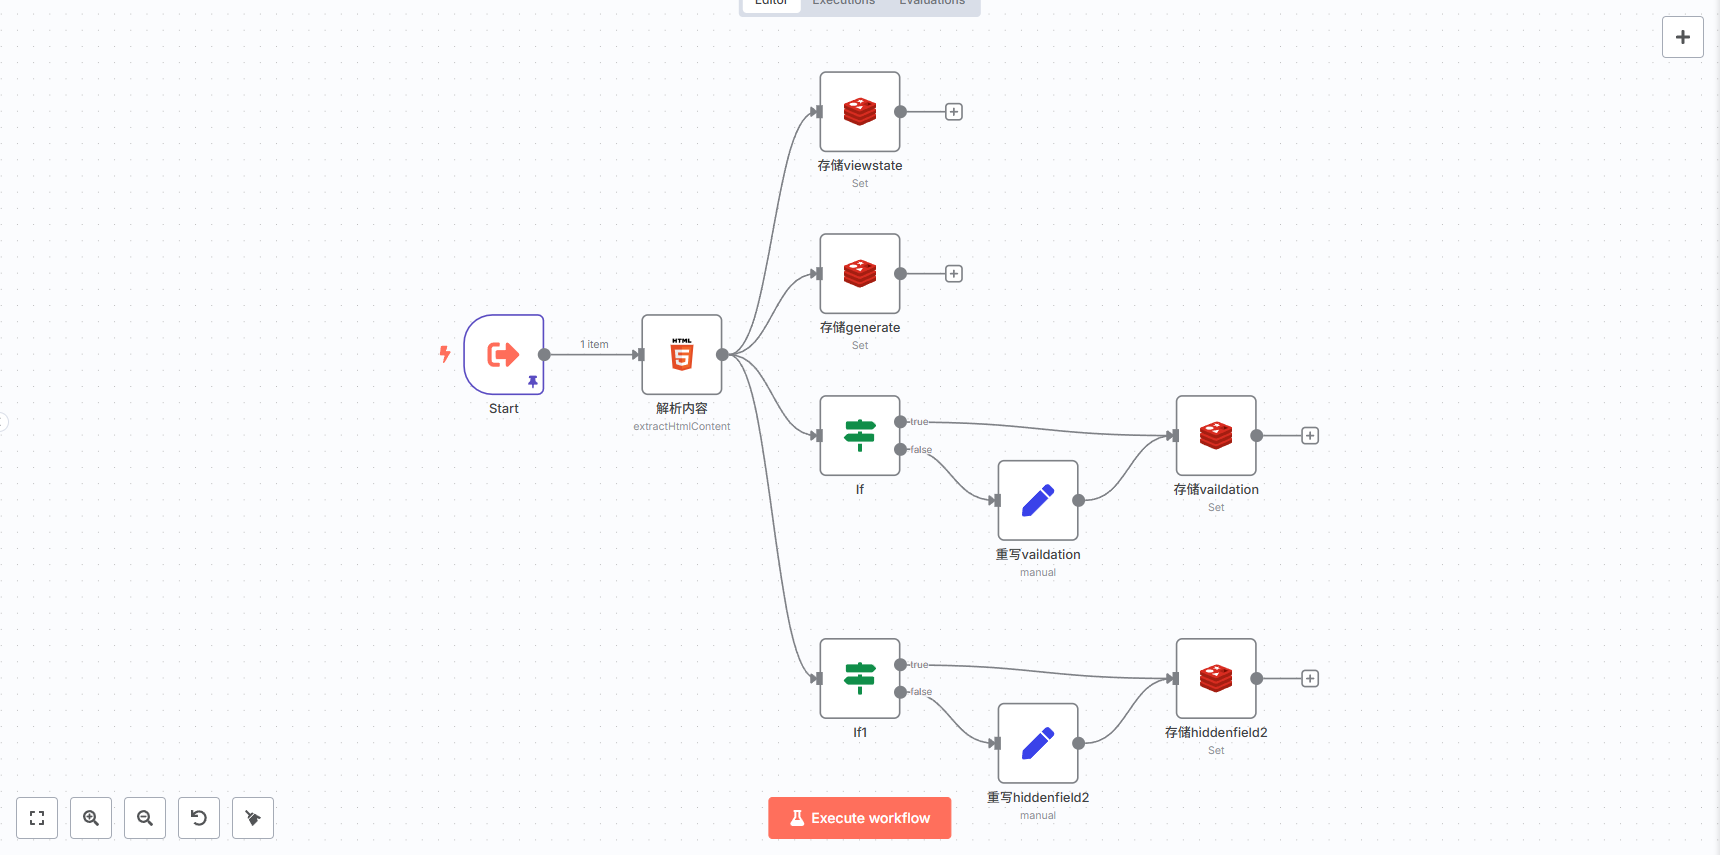 Editor Executions Evaluations
存储viewstate
Set
存储generate
Set
1 item
HTML
Start
解析内容
extractHtmlContent
true
false
If
存储vaildation
Set
重写vaildation
manual
true
false
If1
存储hiddenfield2
Set
重写hiddenfield2
manual
Execute workflow